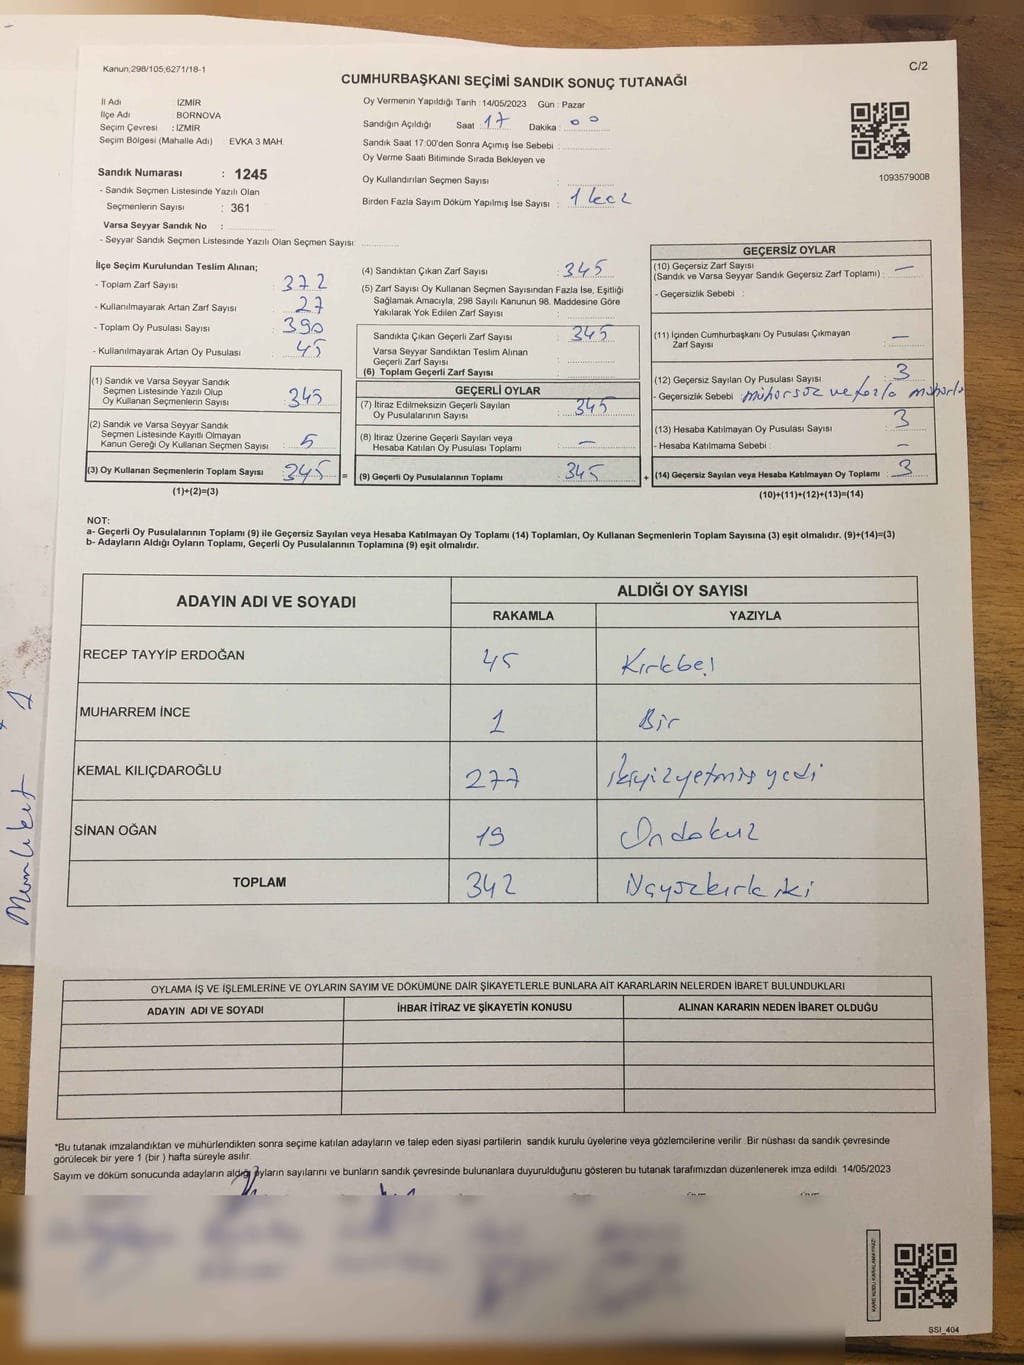 Kanun;298/105;6271/18-1
C/2
CUMHURBAŞKANI SEÇİMİ SANDIK SONUÇ TUTANAĞI
İl Adı İZMİR
İlçe Adı BORNOVA
Seçim Çevresi : İZMİR
Seçim Bölgesi (Mahalle Adı) EVKA 3 MAH.
Oy Vermenin Yapıldığı Tarih : 14/05/2023 Gün : Pazar
Sandığın Açıldığı Saat : 17 Dakika : 00
Sandık Saat 17:00'den Sonra Açımış İse Sebebi :
Oy Verme Saati Bitiminde Sırada Bekleyen ve
Oy Kullandırılan Seçmen Sayısı :
Birden Fazla Sayım Döküm Yapılmış İse Sayısı : 1 kez
1093579008
Sandık Numarası : 1245
- Sandık Seçmen Listesinde Yazılı Olan
Seçmenlerin Sayısı : 361
Varsa Seyyar Sandık No :
- Seyyar Sandık Seçmen Listesinde Yazılı Olan Seçmen Sayısı:
İlçe Seçim Kurulundan Teslim Alınan;
- Toplam Zarf Sayısı : 372
- Kullanılmayarak Artan Zarf Sayısı : 27
- Toplam Oy Pusulası Sayısı : 390
- Kullanılmayarak Artan Oy Pusulası : 45
(1) Sandık ve Varsa Seyyar Sandık
Seçmen Listesinde Yazılı Olup
Oy Kullanan Seçmenlerin Sayısı : 345
(2) Sandık ve Varsa Seyyar Sandık
Seçmen Listesinde Kayıtlı Olmayan
Kanun Gereği Oy Kullanan Seçmen Sayısı : 5
(3) Oy Kullanan Seçmenlerin Toplam Sayısı : 345 =
(1)+(2)=(3)
(4) Sandıktan Çıkan Zarf Sayısı : 345
(5) Zarf Sayısı Oy Kullanan Seçmen Sayısından Fazla İse, Eşitliği
Sağlamak Amacıyla, 298 Sayılı Kanunun 98. Maddesine Göre
Yakılarak Yok Edilen Zarf Sayısı :
Sandıkta Çıkan Geçerli Zarf Sayısı : 345
Varsa Seyyar Sandıktan Teslim Alınan
Geçerli Zarf Sayısı :
(6) Toplam Geçerli Zarf Sayısı :
GEÇERLİ OYLAR
(7) İtiraz Edilmeksizin Geçerli Sayılan
Oy Pusulalarının Sayısı : 345
(8) İtiraz Üzerine Geçerli Sayılan veya
Hesaba Katılan Oy Pusulası Toplamı : —
(9) Geçerli Oy Pusulalarının Toplamı : 345 +
GEÇERSİZ OYLAR
(10) Geçersiz Zarf Sayısı
(Sandık ve Varsa Seyyar Sandık Geçersiz Zarf Toplamı) : —
- Geçersizlik Sebebi :
(11) İçinden Cumhurbaşkanı Oy Pusulası Çıkmayan
Zarf Sayısı : —
(12) Geçersiz Sayılan Oy Pusulası Sayısı : 3
- Geçersizlik Sebebi : mühürsüz ve fazla mühürlü
(13) Hesaba Katılmayan Oy Pusulası Sayısı : 3
- Hesaba Katılmama Sebebi : —
(14) Geçersiz Sayılan veya Hesaba Katılmayan Oy Toplamı : 3
(10)+(11)+(12)+(13)=(14)
NOT:
a- Geçerli Oy Pusulalarının Toplamı (9) ile Geçersiz Sayılan veya Hesaba Katılmayan Oy Toplamı (14) Toplamları, Oy Kullanan Seçmenlerin Toplam Sayısına (3) eşit olmalıdır. (9)+(14)=(3)
b- Adayların Aldığı Oyların Toplamı, Geçerli Oy Pusulalarının Toplamına (9) eşit olmalıdır.
ADAYIN ADI VE SOYADI
ALDIĞI OY SAYISI
RAKAMLA YAZIYLA
RECEP TAYYİP ERDOĞAN 45 Kırkbeş
MUHARREM İNCE 1 Bir
KEMAL KILIÇDAROĞLU 277 ikiyüzyetmiş yedi
SİNAN OĞAN 19 Ondokuz
TOPLAM 342 üçyüzkırk iki
Memleket
OYLAMA İŞ VE İŞLEMLERİNE VE OYLARIN SAYIM VE DÖKÜMÜNE DAİR ŞİKAYETLERLE BUNLARA AİT KARARLARIN NELERDEN İBARET BULUNDUKLARI
ADAYIN ADI VE SOYADI İHBAR İTİRAZ VE ŞİKAYETİN KONUSU ALINAN KARARIN NEDEN İBARET OLDUĞU
*Bu tutanak imzalandıktan ve mühürlendikten sonra seçime katılan adayların ve talep eden siyasi partilerin sandık kurulu üyelerine veya gözlemcilerine verilir. Bir nüshası da sandık çevresinde
görülecek bir yere 1 (bir ) hafta süreyle asılır.
Sayım ve döküm sonucunda adayların aldığı oyların sayılarını ve bunların sandık çevresinde bulunanlara duyurulduğunu gösteren bu tutanak tarafımızdan düzenlenerek imza edildi. 14/05/2023
SSI_404